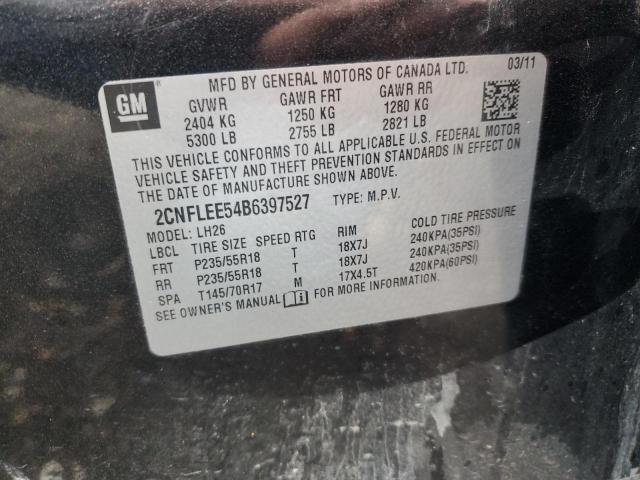 GM
MFD BY GENERAL MOTORS OF CANADA LTD. 03/11
GVWR GAWR FRT GAWR RR
2404 KG 1250 KG 1280 KG
5300 LB 2755 LB 2821 LB
THIS VEHICLE CONFORMS TO ALL APPLICABLE U.S. FEDERAL MOTOR
VEHICLE SAFETY AND THEFT PREVENTION STANDARDS IN EFFECT ON
THE DATE OF MANUFACTURE SHOWN ABOVE.
2CNFLEE54B6397527 TYPE: M.P.V.
MODEL: LH26
LBCL TIRE SIZE SPEED RTG RIM COLD TIRE PRESSURE
FRT P235/55R18 T 18X7J 240KPA(35PSI)
RR P235/55R18 T 18X7J 240KPA(35PSI)
SPA T145/70R17 M 17X4.5T 420KPA(60PSI)
SEE OWNER'S MANUAL FOR MORE INFORMATION.